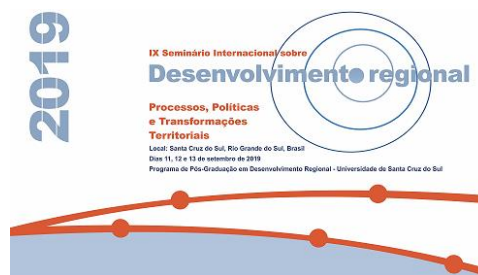 2019
IX Seminário Internacional sobre
Desenvolvimento regional
Processos, Políticas
e Transformações
Territoriais
Local: Santa Cruz do Sul, Rio Grande do Sul, Brasil
Dias 11, 12 e 13 de setembro de 2019
Programa de Pós-Graduação em Desenvolvimento Regional - Universidade de Santa Cruz do Sul